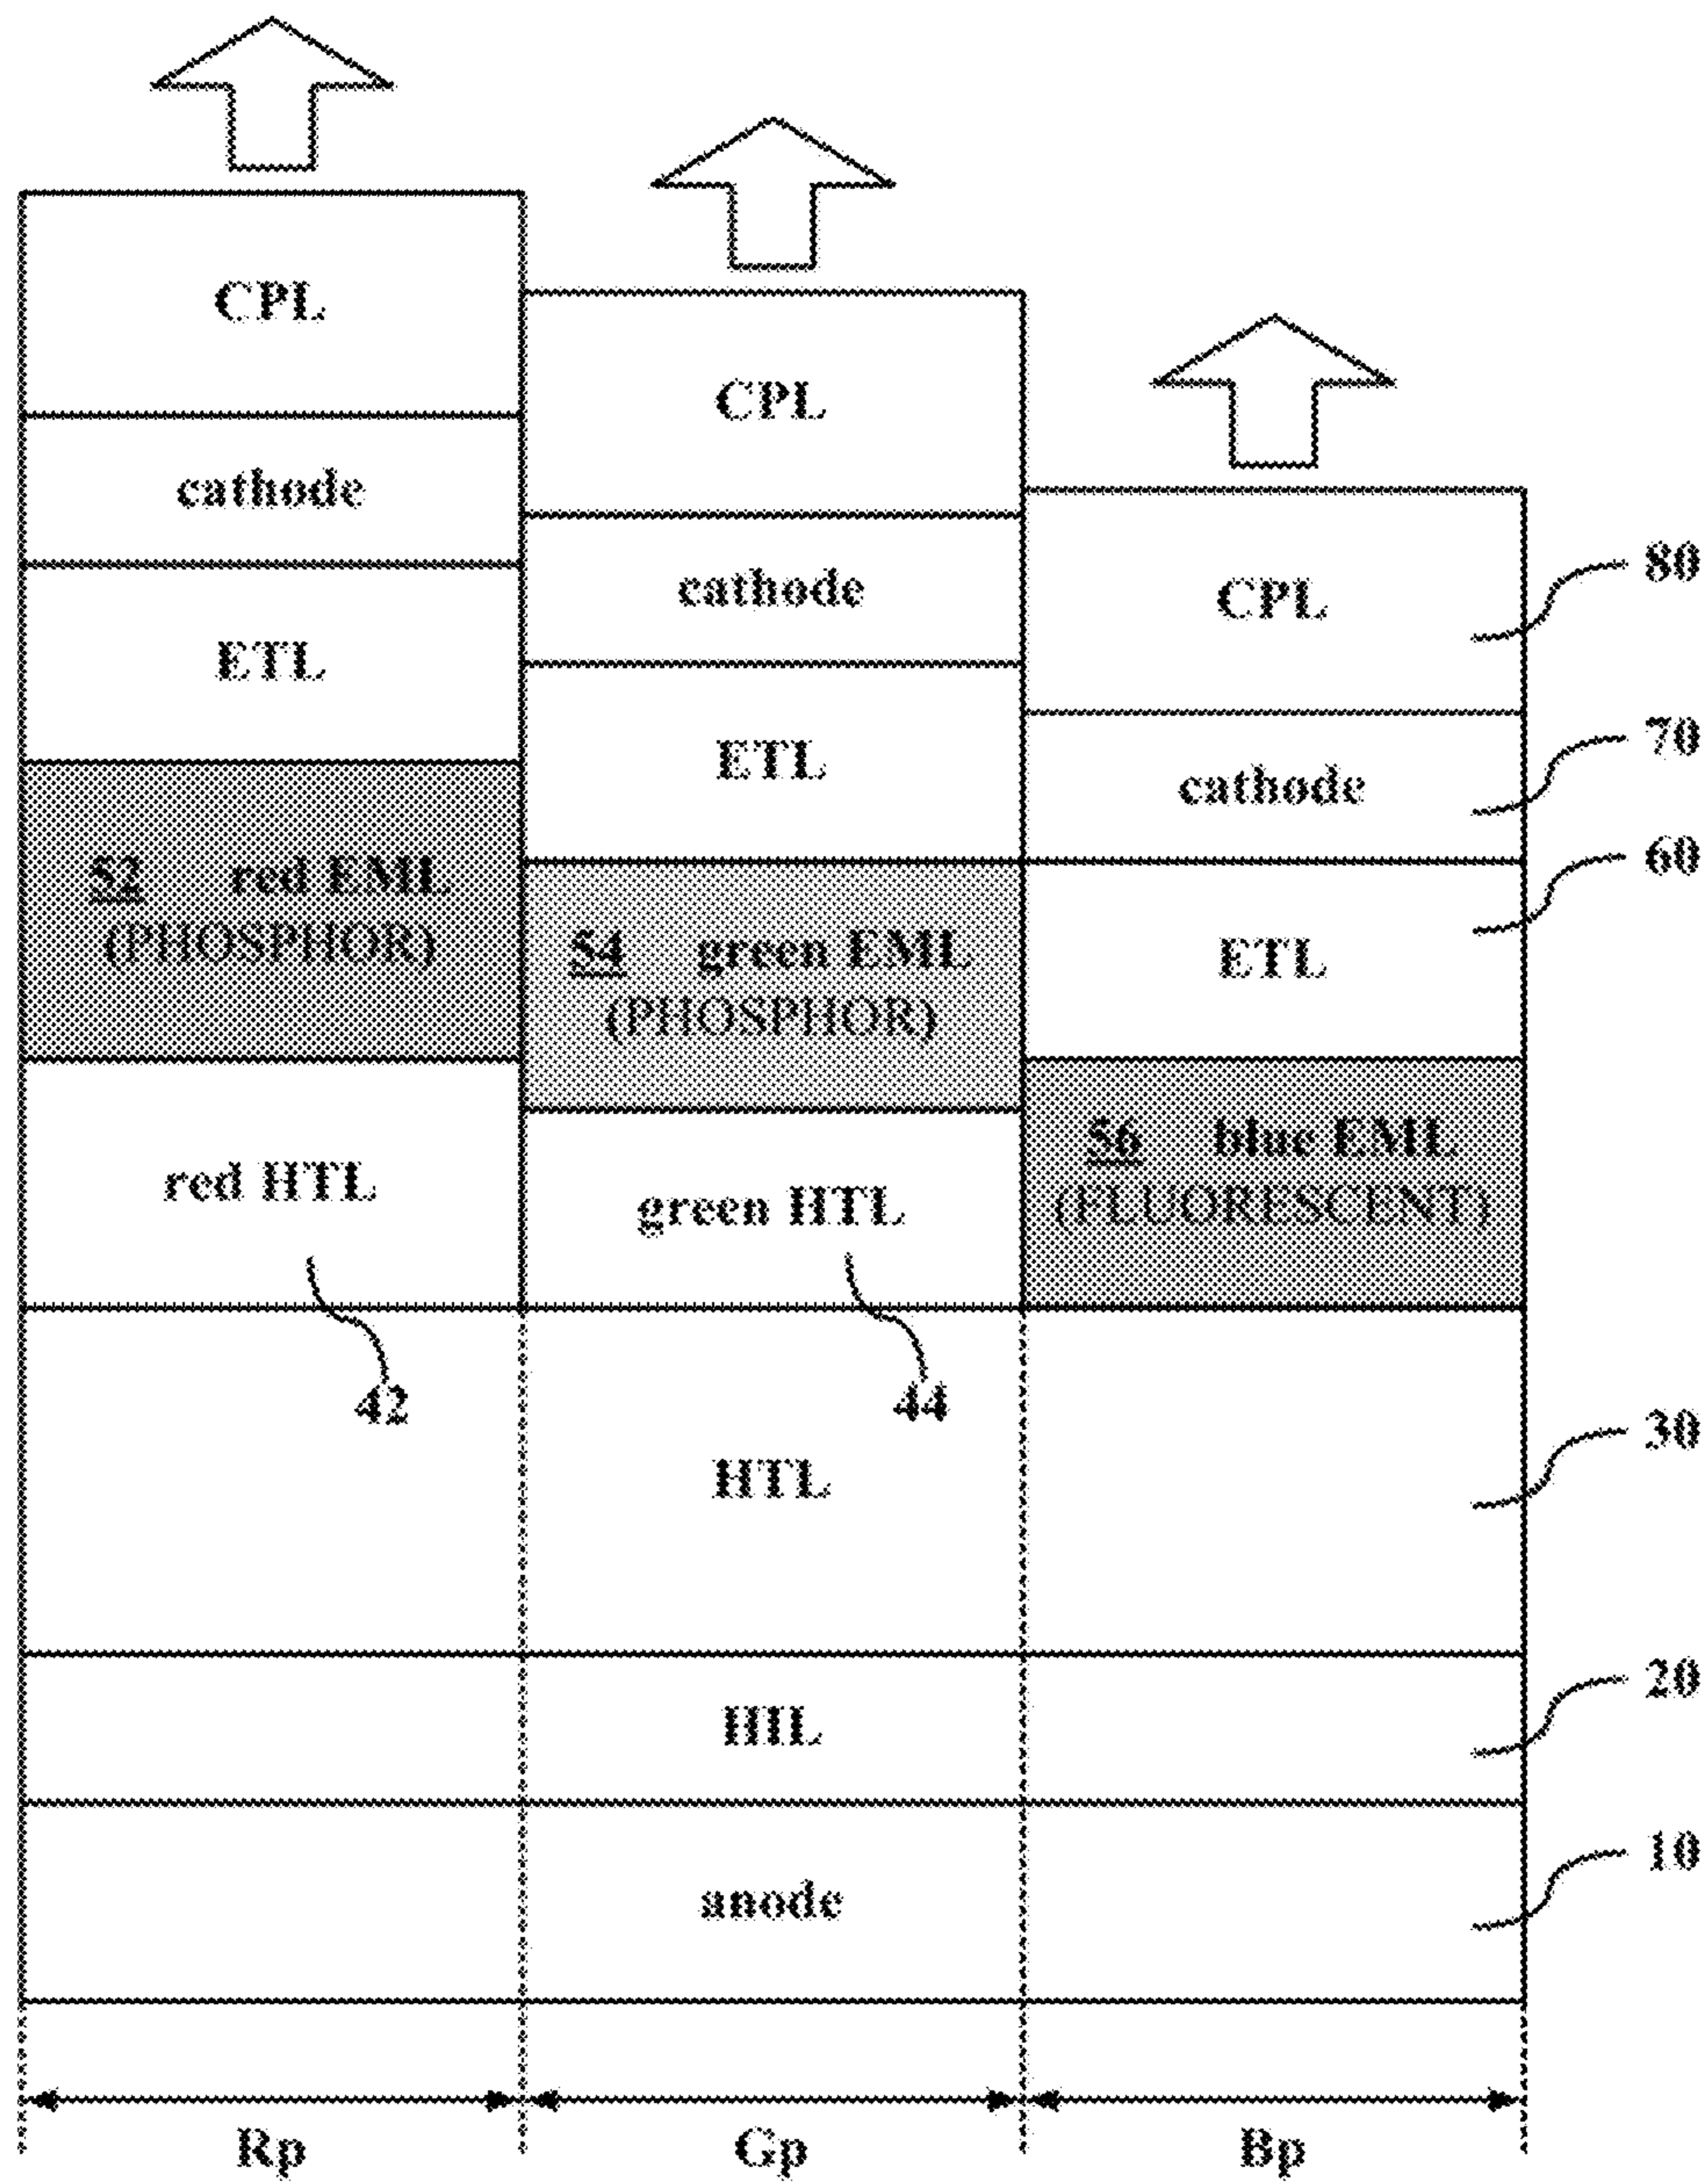 CPL
cathode
ETL
52 red EML
(PHOSPHOR)
red HTL
42
CPL
cathode
ETL
54 green EML
(PHOSPHOR)
green HTL
44
CPL
80
cathode
70
60
ETL
56 blue EML
(FLUORESCENT)
HTL
30
HIL
20
anode
10
Rp
Gp
Bp